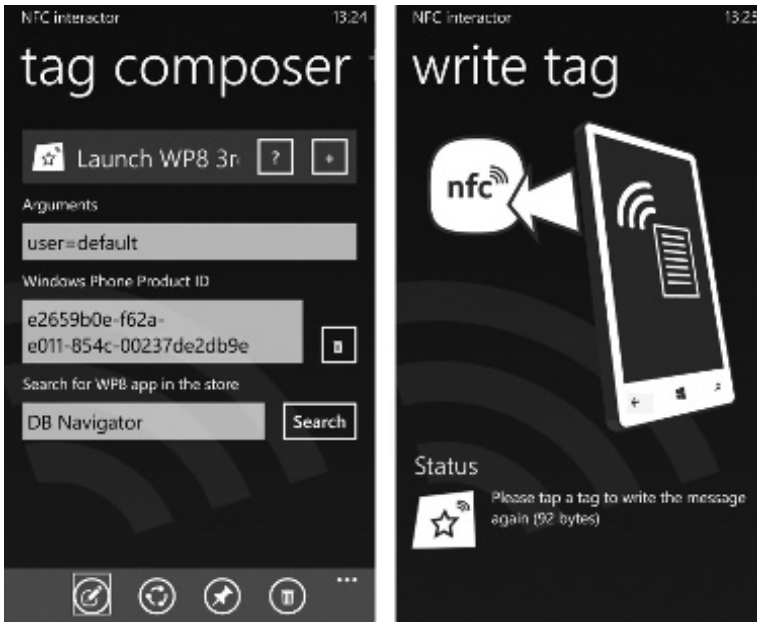 NFC interactor 13:24
tag composer
Launch WP8 3r
?
+
Arguments
user=default
Windows Phone Product ID
e2659b0e-f62a-
e011-854c-00237de2db9e
Search for WP8 app in the store
DB Navigator
Search
NFC interactor 13:25
write tag
nfc
Status
Please tap a tag to write the message
again (92 bytes)